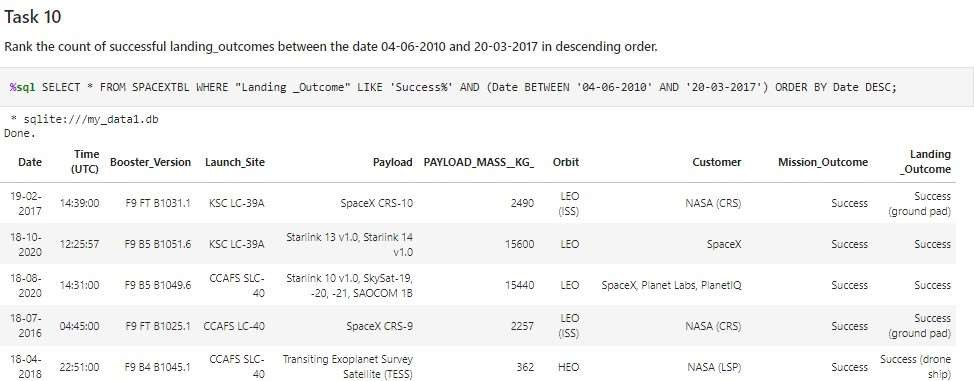 Task 10
Rank the count of successful landing_outcomes between the date 04-06-2010 and 20-03-2017 in descending order.
%sql SELECT * FROM SPACEXTBL WHERE "Landing _Outcome" LIKE 'Success%' AND (Date BETWEEN '04-06-2010' AND '20-03-2017') ORDER BY Date DESC;
* sqlite:///my_data1.db
Done.
Date Time (UTC) Booster_Version Launch_Site Payload PAYLOAD_MASS__KG_ Orbit Customer Mission_Outcome Landing _Outcome
19-02-2017 14:39:00 F9 FT B1031.1 KSC LC-39A SpaceX CRS-10 2490 LEO (ISS) NASA (CRS) Success Success (ground pad)
18-10-2020 12:25:57 F9 B5 B1051.6 KSC LC-39A Starlink 13 v1.0, Starlink 14 v1.0 15600 LEO SpaceX Success Success
18-08-2020 14:31:00 F9 B5 B1049.6 CCAFS SLC-40 Starlink 10 v1.0, SkySat-19, -20, -21, SAOCOM 1B 15440 LEO SpaceX, Planet Labs, PlanetIQ Success Success
18-07-2016 04:45:00 F9 FT B1025.1 CCAFS LC-40 SpaceX CRS-9 2257 LEO (ISS) NASA (CRS) Success Success (ground pad)
18-04-2018 22:51:00 F9 B4 B1045.1 CCAFS SLC-40 Transiting Exoplanet Survey Satellite (TESS) 362 HEO NASA (LSP) Success Success (drone ship)